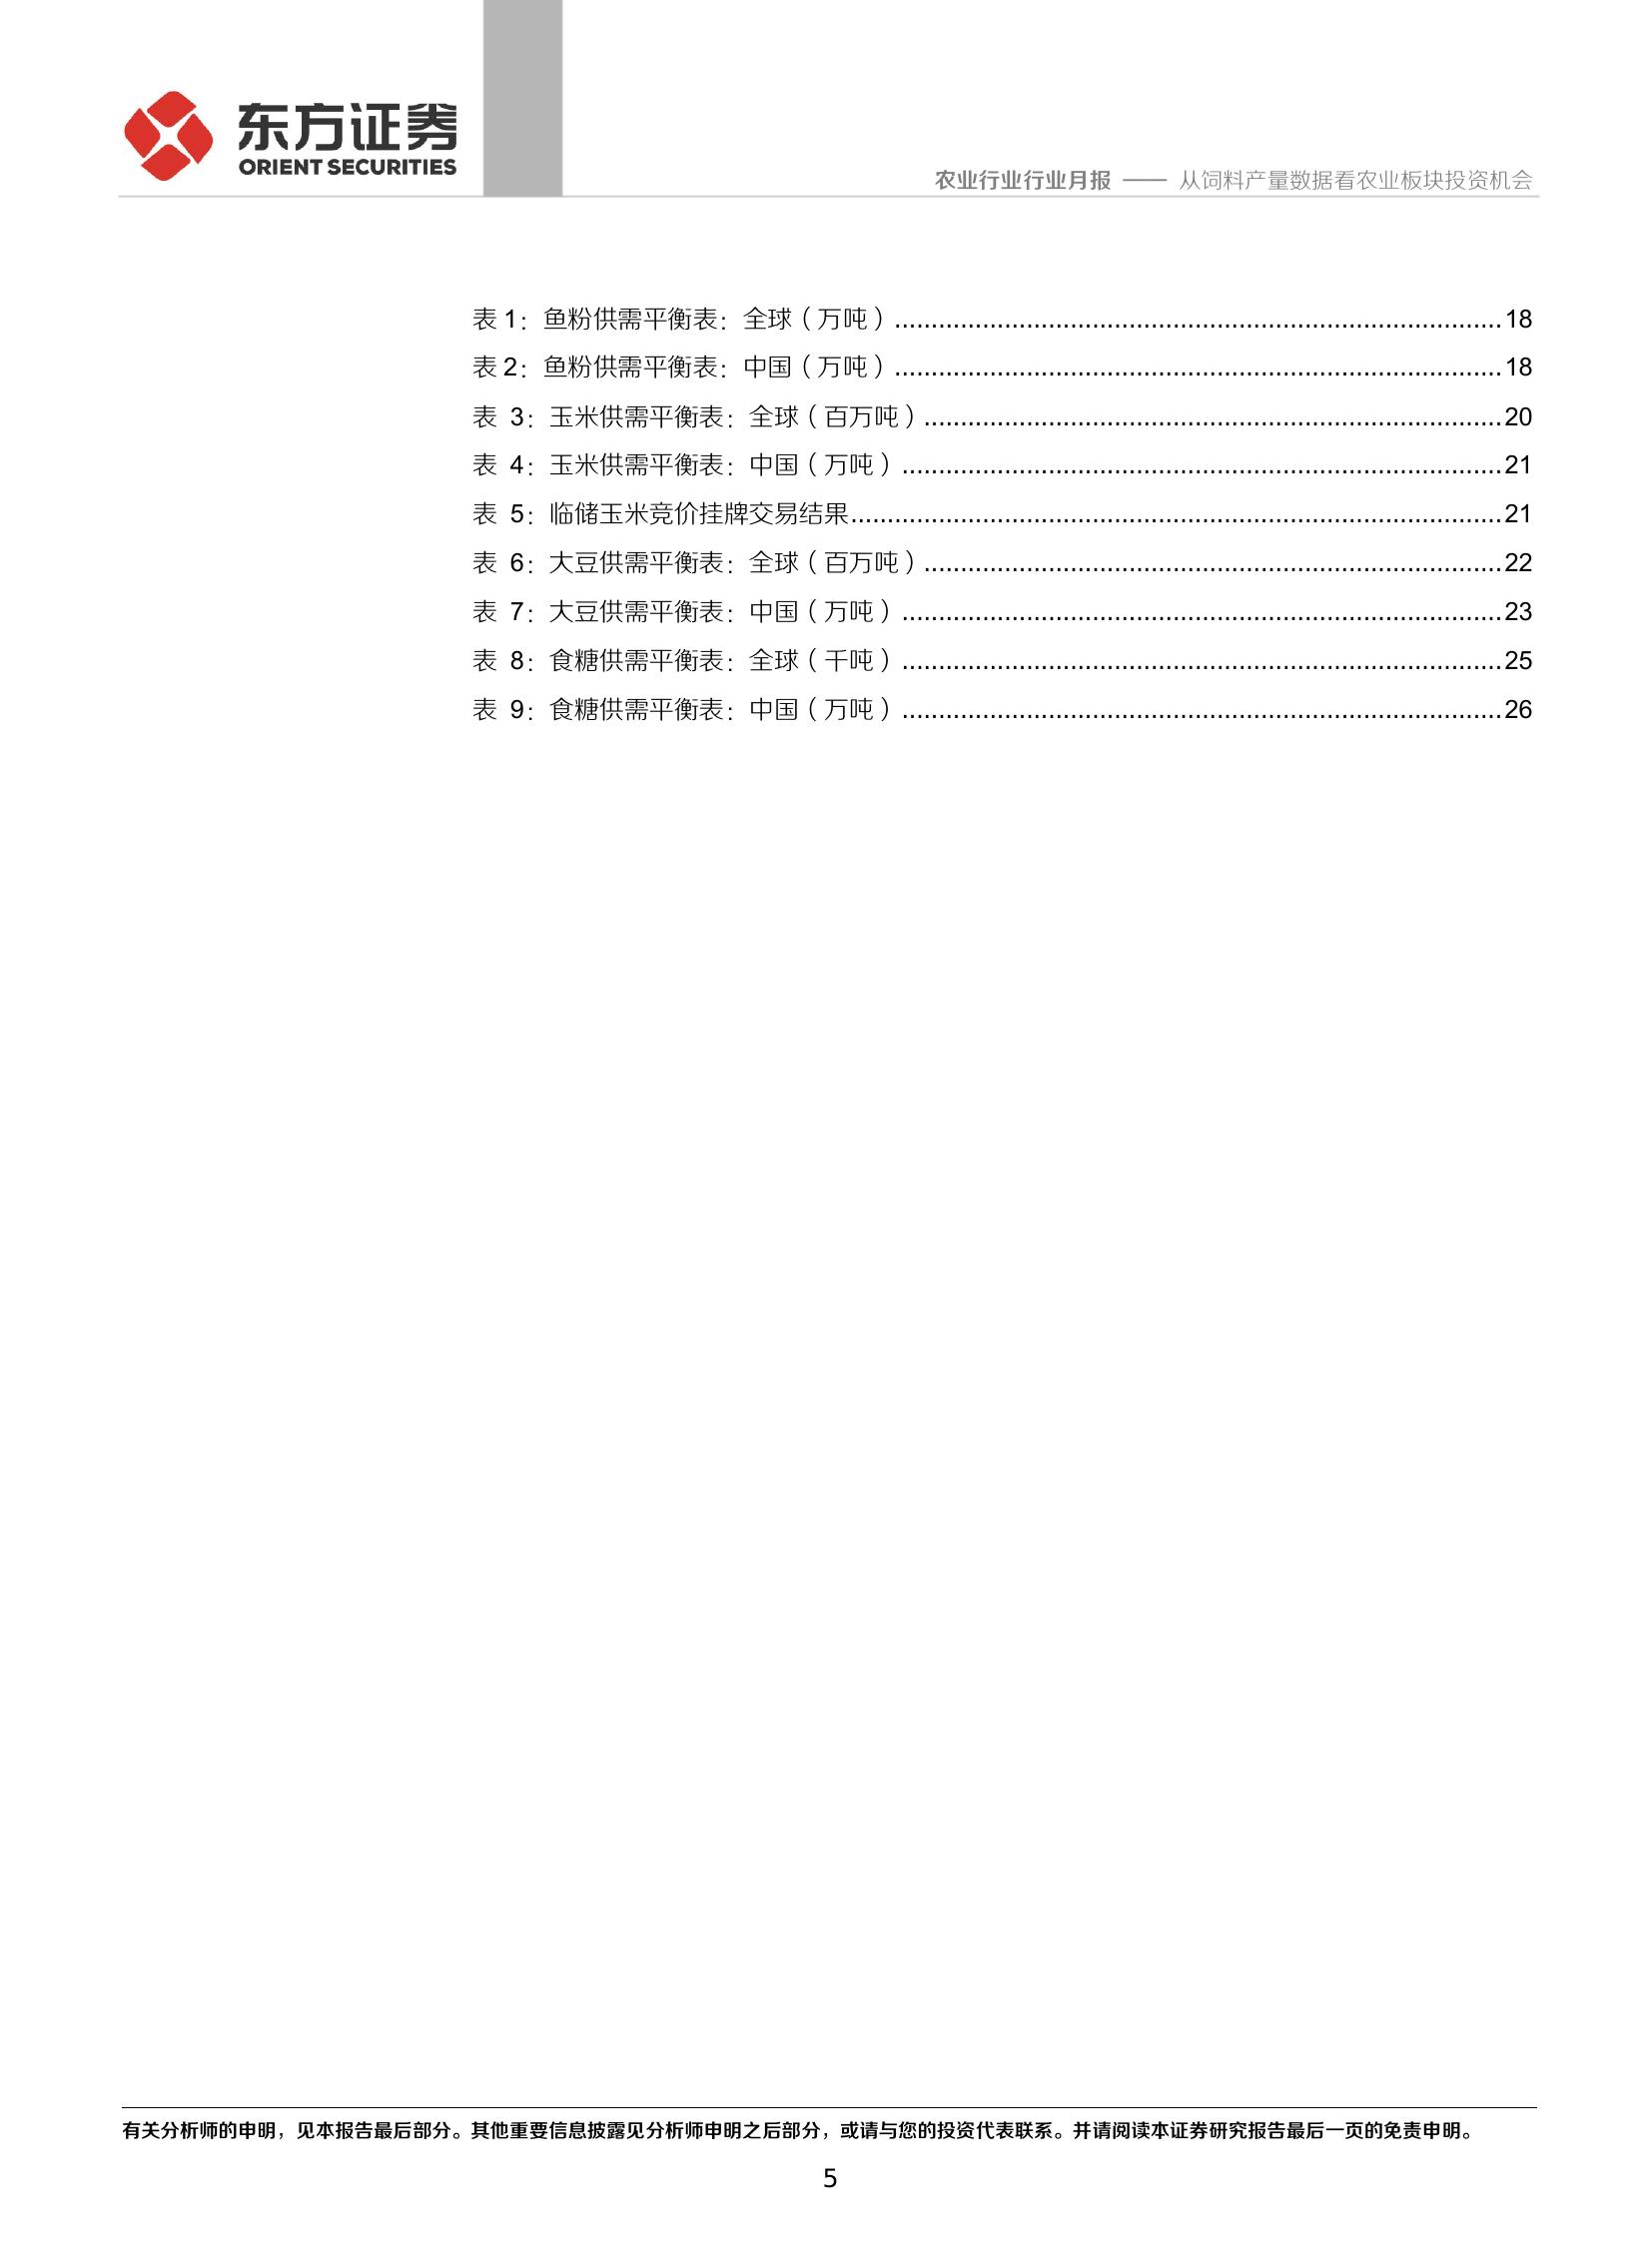 东方证券
ORIENT SECURITIES
农业行业行业月报 —— 从饲料产量数据看农业板块投资机会
表 1：鱼粉供需平衡表：全球（万吨）........................................18
表 2：鱼粉供需平衡表：中国（万吨）........................................18
表 3：玉米供需平衡表：全球（百万吨）........................................20
表 4：玉米供需平衡表：中国（万吨）........................................21
表 5：临储玉米竞价挂牌交易结果........................................21
表 6：大豆供需平衡表：全球（百万吨）........................................22
表 7：大豆供需平衡表：中国（万吨）........................................23
表 8：食糖供需平衡表：全球（千吨）........................................25
表 9：食糖供需平衡表：中国（万吨）........................................26
有关分析师的申明，见本报告最后部分。其他重要信息披露见分析师申明之后部分，或请与您的投资代表联系。并请阅读本证券研究报告最后一页的免责申明。
5